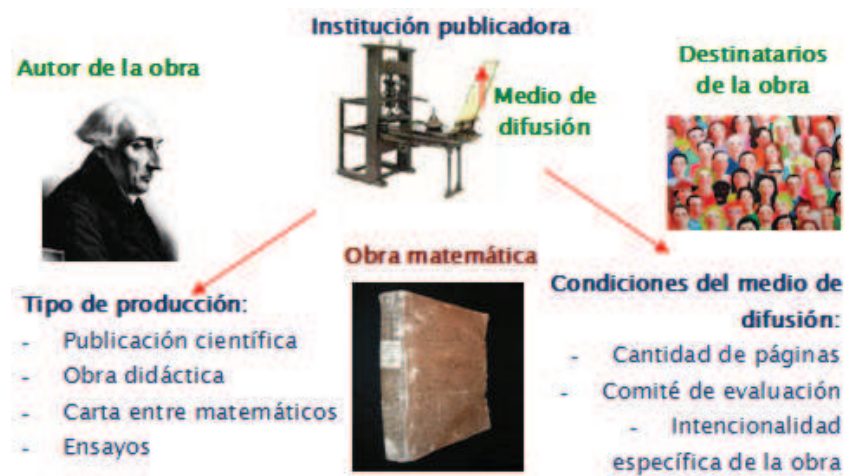 Institución publicadora
Autor de la obra
Medio de
difusión
Destinatarios
de la obra
Obra matemática
Tipo de producción:
- Publicación científica
- Obra didáctica
- Carta entre matemáticos
- Ensayos
Condiciones del medio de
difusión:
- Cantidad de páginas
- Comité de evaluación
- Intencionalidad
específica de la obra